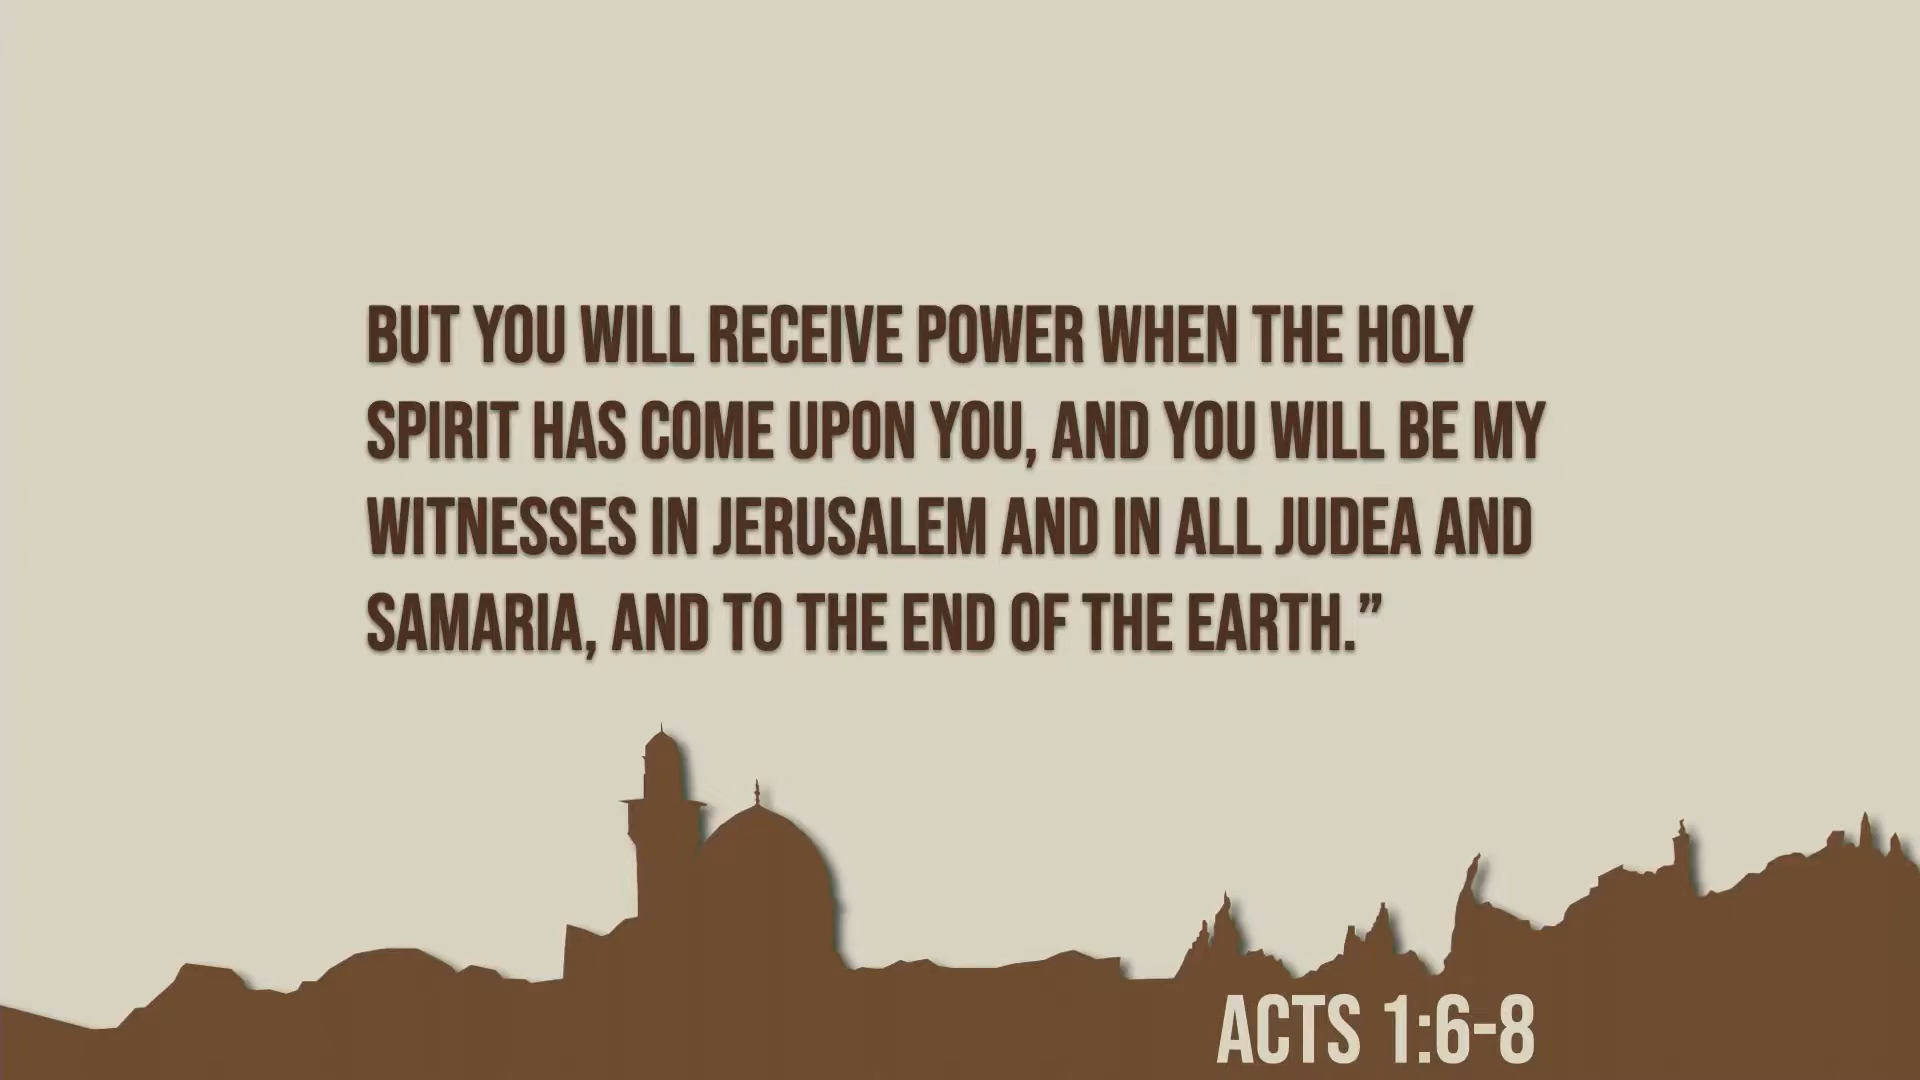 BUT YOU WILL RECEIVE POWER WHEN THE HOLY
SPIRIT HAS COME UPON YOU, AND YOU WILL BE MY
WITNESSES IN JERUSALEM AND IN ALL JUDEA AND
SAMARIA, AND TO THE END OF THE EARTH.”
ACTS 1:6-8